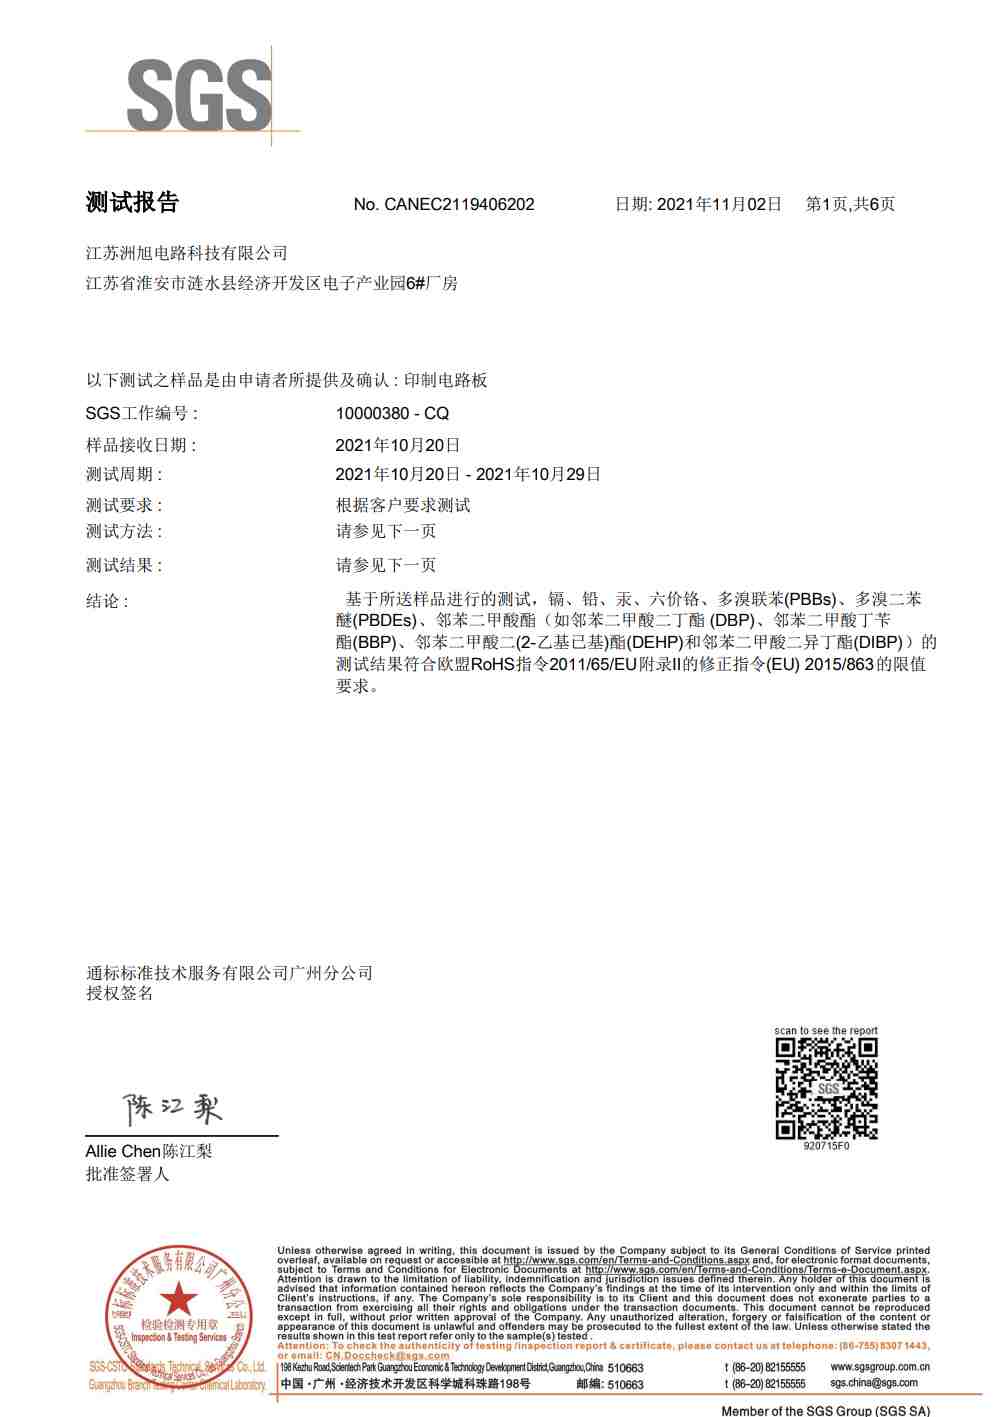 SGS
测试报告 No. CANEC2119406202 日期: 2021年11月02日 第1页,共6页
江苏洲旭电路科技有限公司
江苏省淮安市涟水县经济开发区电子产业园6#厂房
以下测试之样品是由申请者所提供及确认 : 印制电路板
SGS工作编号 : 10000380 - CQ
样品接收日期 : 2021年10月20日
测试周期 : 2021年10月20日 - 2021年10月29日
测试要求 : 根据客户要求测试
测试方法 : 请参见下一页
测试结果 : 请参见下一页
结论 : 基于所送样品进行的测试，镉、铅、汞、六价铬、多溴联苯(PBBs)、多溴二苯
醚(PBDEs)、邻苯二甲酸酯（如邻苯二甲酸二丁酯 (DBP)、邻苯二甲酸丁苄
酯(BBP)、邻苯二甲酸二(2-乙基已基)酯(DEHP)和邻苯二甲酸二异丁酯(DIBP)）的
测试结果符合欧盟RoHS指令2011/65/EU附录II的修正指令(EU) 2015/863的限值
要求。
通标标准技术服务有限公司广州分公司
授权签名
scan to see the report
SGS
920715F0
陈江梨
Allie Chen陈江梨
批准签署人
通标标准技术服务有限公司广州分公司
检验检测专用章
Inspection & Testing Services
Unless otherwise agreed in writing, this document is issued by the Company subject to its General Conditions of Service printed
overleaf, available on request or accessible at http://www.sgs.com/en/Terms-and-Conditions.aspx and, for electronic format documents,
subject to Terms and Conditions for Electronic Documents at http://www.sgs.com/en/Terms-and-Conditions/Terms-e-Document.aspx.
Attention is drawn to the limitation of liability, indemnification and jurisdiction issues defined therein. Any holder of this document is
advised that information contained hereon reflects the Company's findings at the time of its intervention only and within the limits of
Client's instructions, if any. The Company's sole responsibility is to its Client and this document does not exonerate parties to a
transaction from exercising all their rights and obligations under the transaction documents. This document cannot be reproduced
except in full, without prior written approval of the Company. Any unauthorized alteration, forgery or falsification of the content or
appearance of this document is unlawful and offenders may be prosecuted to the fullest extent of the law. Unless otherwise stated the
results shown in this test report refer only to the sample(s) tested .
Attention: To check the authenticity of testing /inspection report & certificate, please contact us at telephone: (86-755) 8307 1443,
or email: CN.Doccheck@sgs.com
SGS-CSTC Standards Technical Services Co., Ltd.
Guangzhou Branch Testing Center Chemical Laboratory
198 Kezhu Road,Scientech Park Guangzhou Economic & Technology Development District,Guangzhou,China 510663 t (86-20) 82155555 www.sgsgroup.com.cn
中国 · 广州 · 经济技术开发区科学城科珠路198号 邮编: 510663 t (86-20) 82155555 sgs.china@sgs.com
Member of the SGS Group (SGS SA)